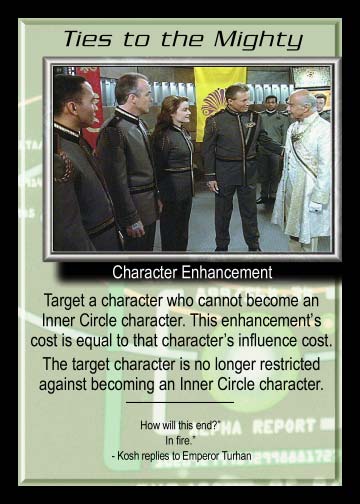 Ties to the Mighty
Character Enhancement
Target a character who cannot become an
Inner Circle character. This enhancement's
cost is equal to that character's influence cost.
The target character is no longer restricted
against becoming an Inner Circle character.
How will this end?"
In fire."
- Kosh replies to Emperor Turhan
ALPHA REPORT